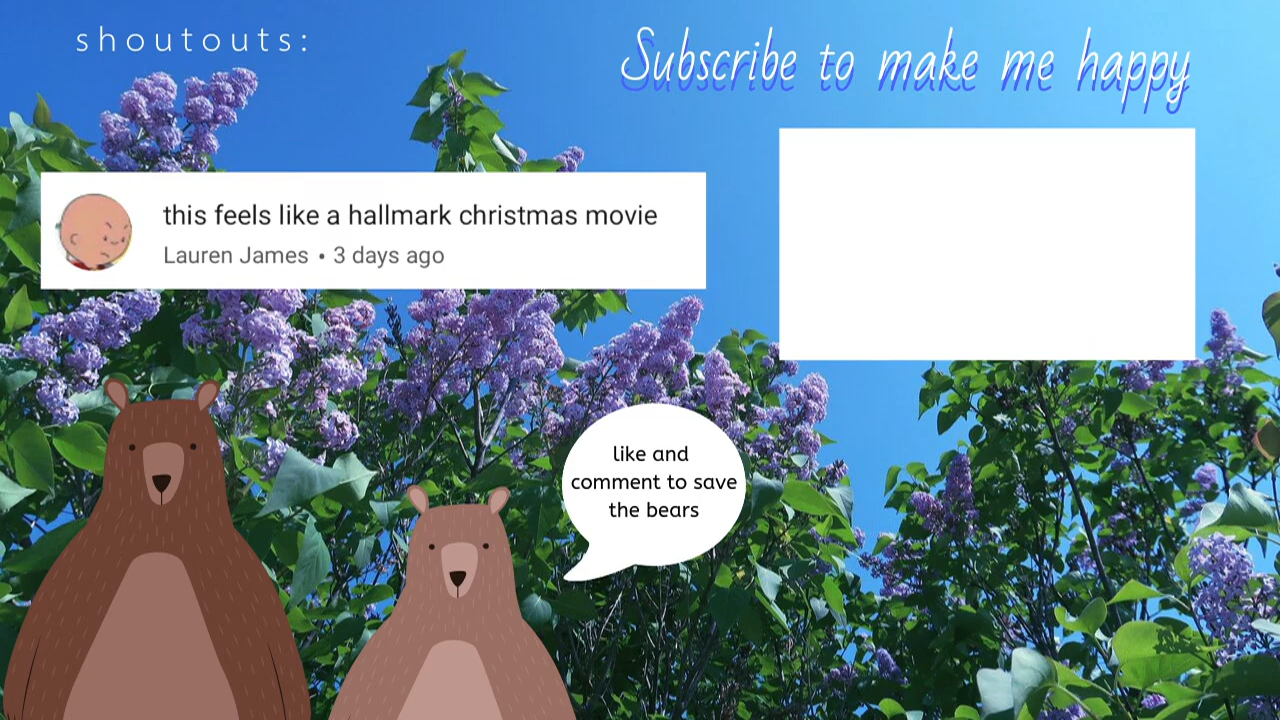 shoutouts:
Subscribe to make me happy
this feels like a hallmark christmas movie
Lauren James • 3 days ago
like and
comment to save
the bears